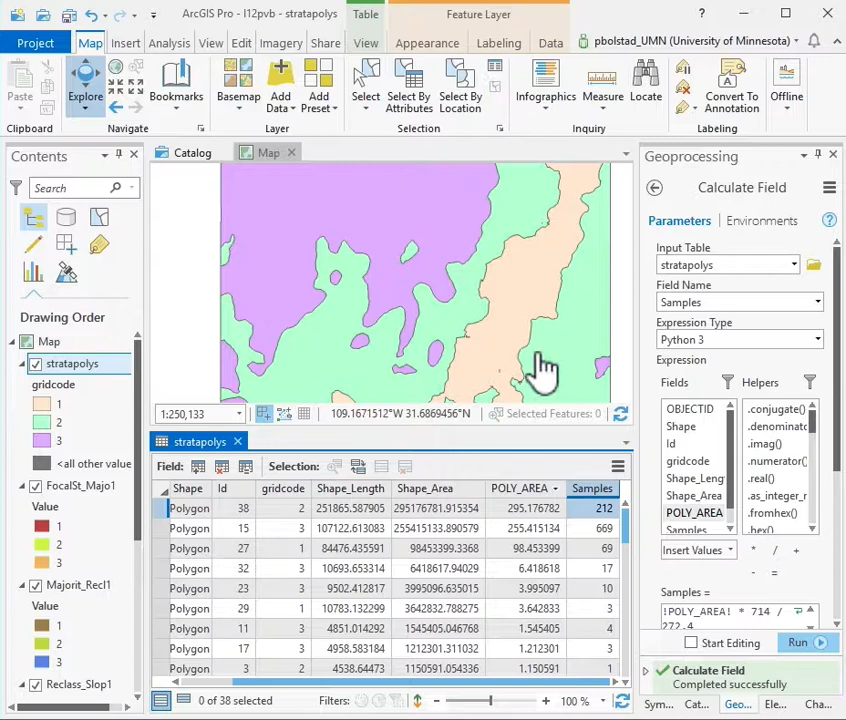 ArcGIS Pro - l12pvb - stratapolys
Table
Feature Layer
?
Project
Map
Insert
Analysis
View
Edit
Imagery
Share
View
Appearance
Labeling
Data
pbolstad_UMN (University of Minnesota)
Paste
Explore
Bookmarks
Basemap
Add Data
Add Preset
Select
Select By Attributes
Select By Location
Infographics
Measure
Locate
Convert To Annotation
Offline
Clipboard
Navigate
Layer
Selection
Inquiry
Labeling
Contents
Search
Drawing Order
Map
stratapolys
gridcode
1
2
3
<all other value
FocalSt_Majo1
Value
1
2
3
Majorit_Recl1
Value
1
2
3
Reclass_Slop1
Catalog
Map
1:250,133
109.1671512°W 31.6869456°N
Selected Features: 0
stratapolys
Field:
Selection:
Shape Id gridcode Shape_Length Shape_Area POLY_AREA Samples
Polygon 38 2 251865.587905 295176781.915354 295.176782 212
Polygon 15 3 107122.613083 255415133.890579 255.415134 669
Polygon 27 1 84476.435591 98453399.3368 98.453399 69
Polygon 32 3 10693.653314 6418617.94029 6.418618 17
Polygon 23 3 9502.412817 3995096.635015 3.995097 10
Polygon 29 1 10783.132299 3642832.788275 3.642833 3
Polygon 11 3 4851.014292 1545405.046768 1.545405 4
Polygon 17 3 4958.583184 1212301.311032 1.212301 3
Polygon 3 2 4538.64473 1150591.054336 1.150591 1
0 of 38 selected
Filters:
100 %
Geoprocessing
Calculate Field
Parameters
Environments
?
Input Table
stratapolys
Field Name
Samples
Expression Type
Python 3
Expression
Fields
Helpers
OBJECTID
Shape
Id
gridcode
Shape_Leng
Shape_Area
POLY_AREA
Samples
.conjugate()
.denominato
.imag()
.numerator()
.real()
.as_integer_r
.fromhex()
.hex()
Insert Values
* / +
- =
Samples =
!POLY_AREA! * 714 /
272.4
Start Editing
Run
Calculate Field
Completed successfully
Sym...
Cat...
Geo...
Ele...
Cha...